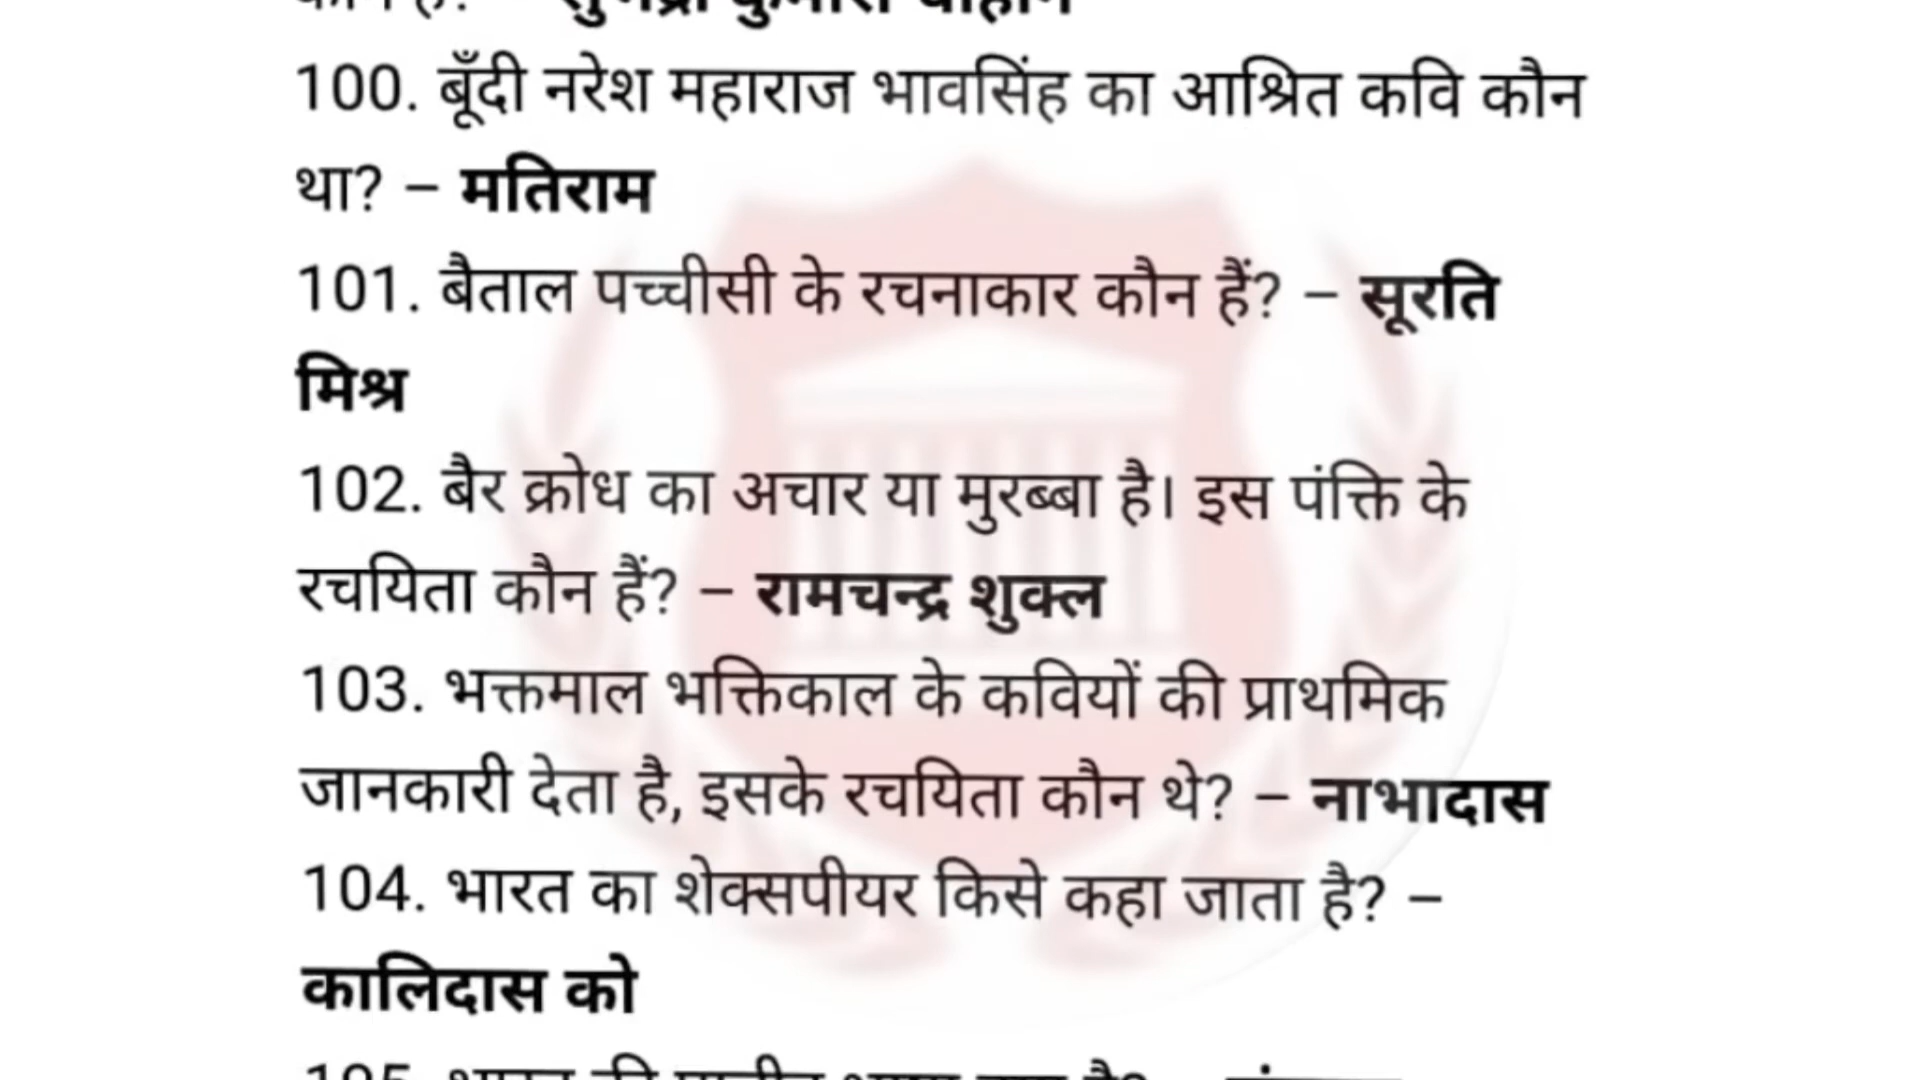 100. बूँदी नरेश महाराज भावसिंह का आश्रित कवि कौन
था? – मतिराम
101. बैताल पच्चीसी के रचनाकार कौन हैं? – सूरति
मिश्र
102. बैर क्रोध का अचार या मुरब्बा है। इस पंक्ति के
रचयिता कौन हैं? – रामचन्द्र शुक्ल
103. भक्तमाल भक्तिकाल के कवियों की प्राथमिक
जानकारी देता है, इसके रचयिता कौन थे? – नाभादास
104. भारत का शेक्सपीयर किसे कहा जाता है? –
कालिदास को